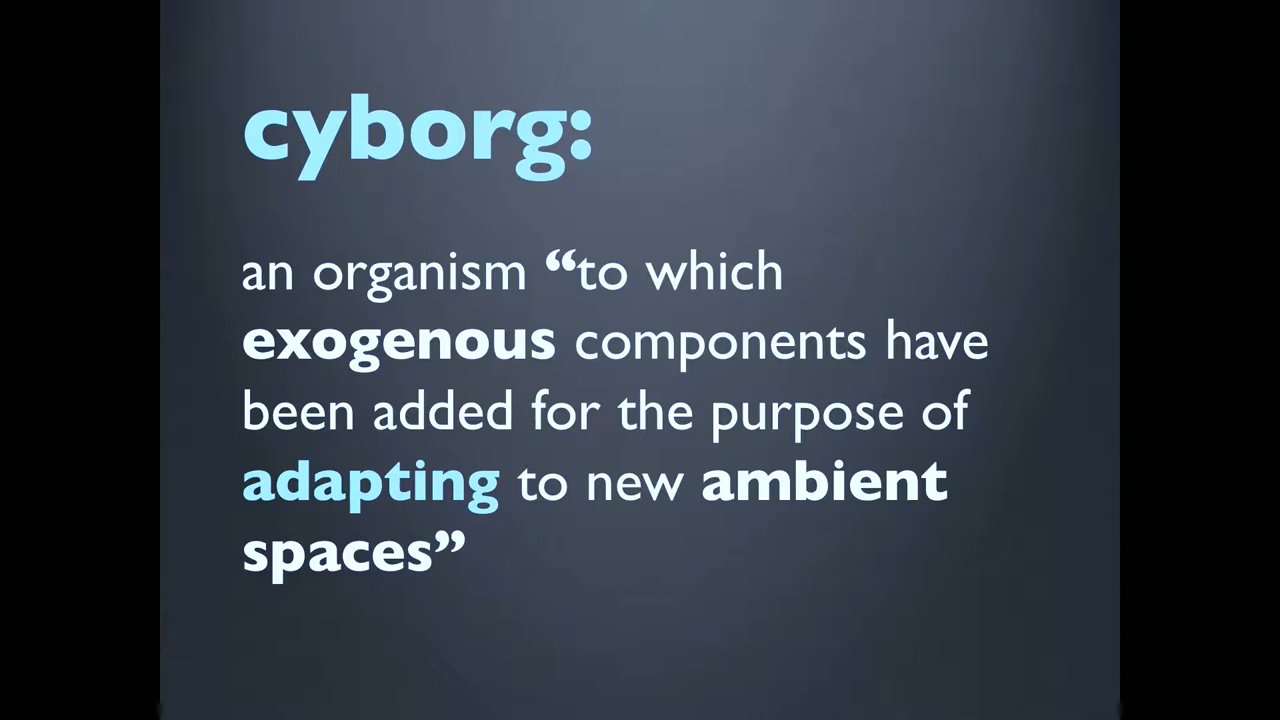 cyborg:
an organism “to which
exogenous components have
been added for the purpose of
adapting to new ambient
spaces”